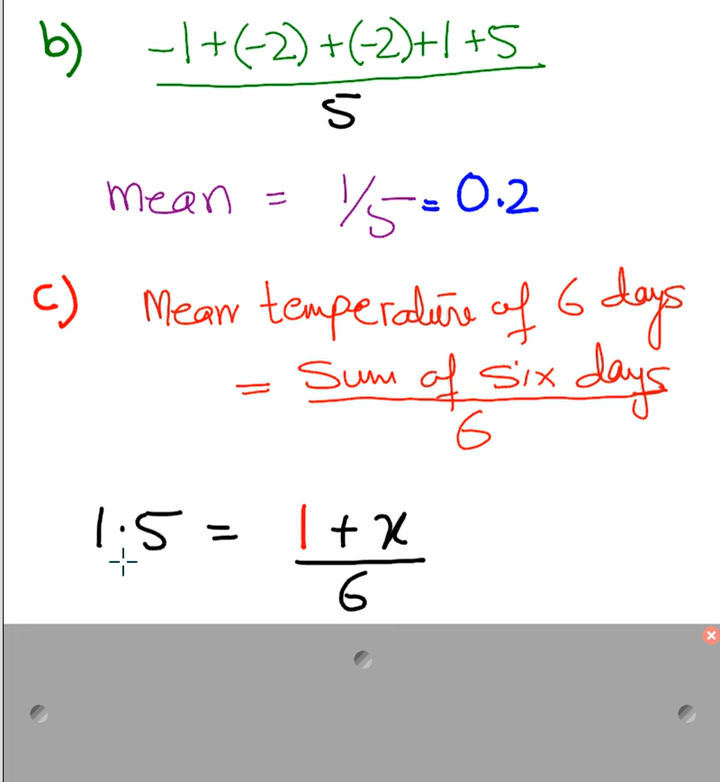 b) -1+(-2)+(-2)+1+5
5
mean = 1/5 = 0.2
c) Mean temperature of 6 days
= Sum of six days
6
1.5 = 1 + x
6